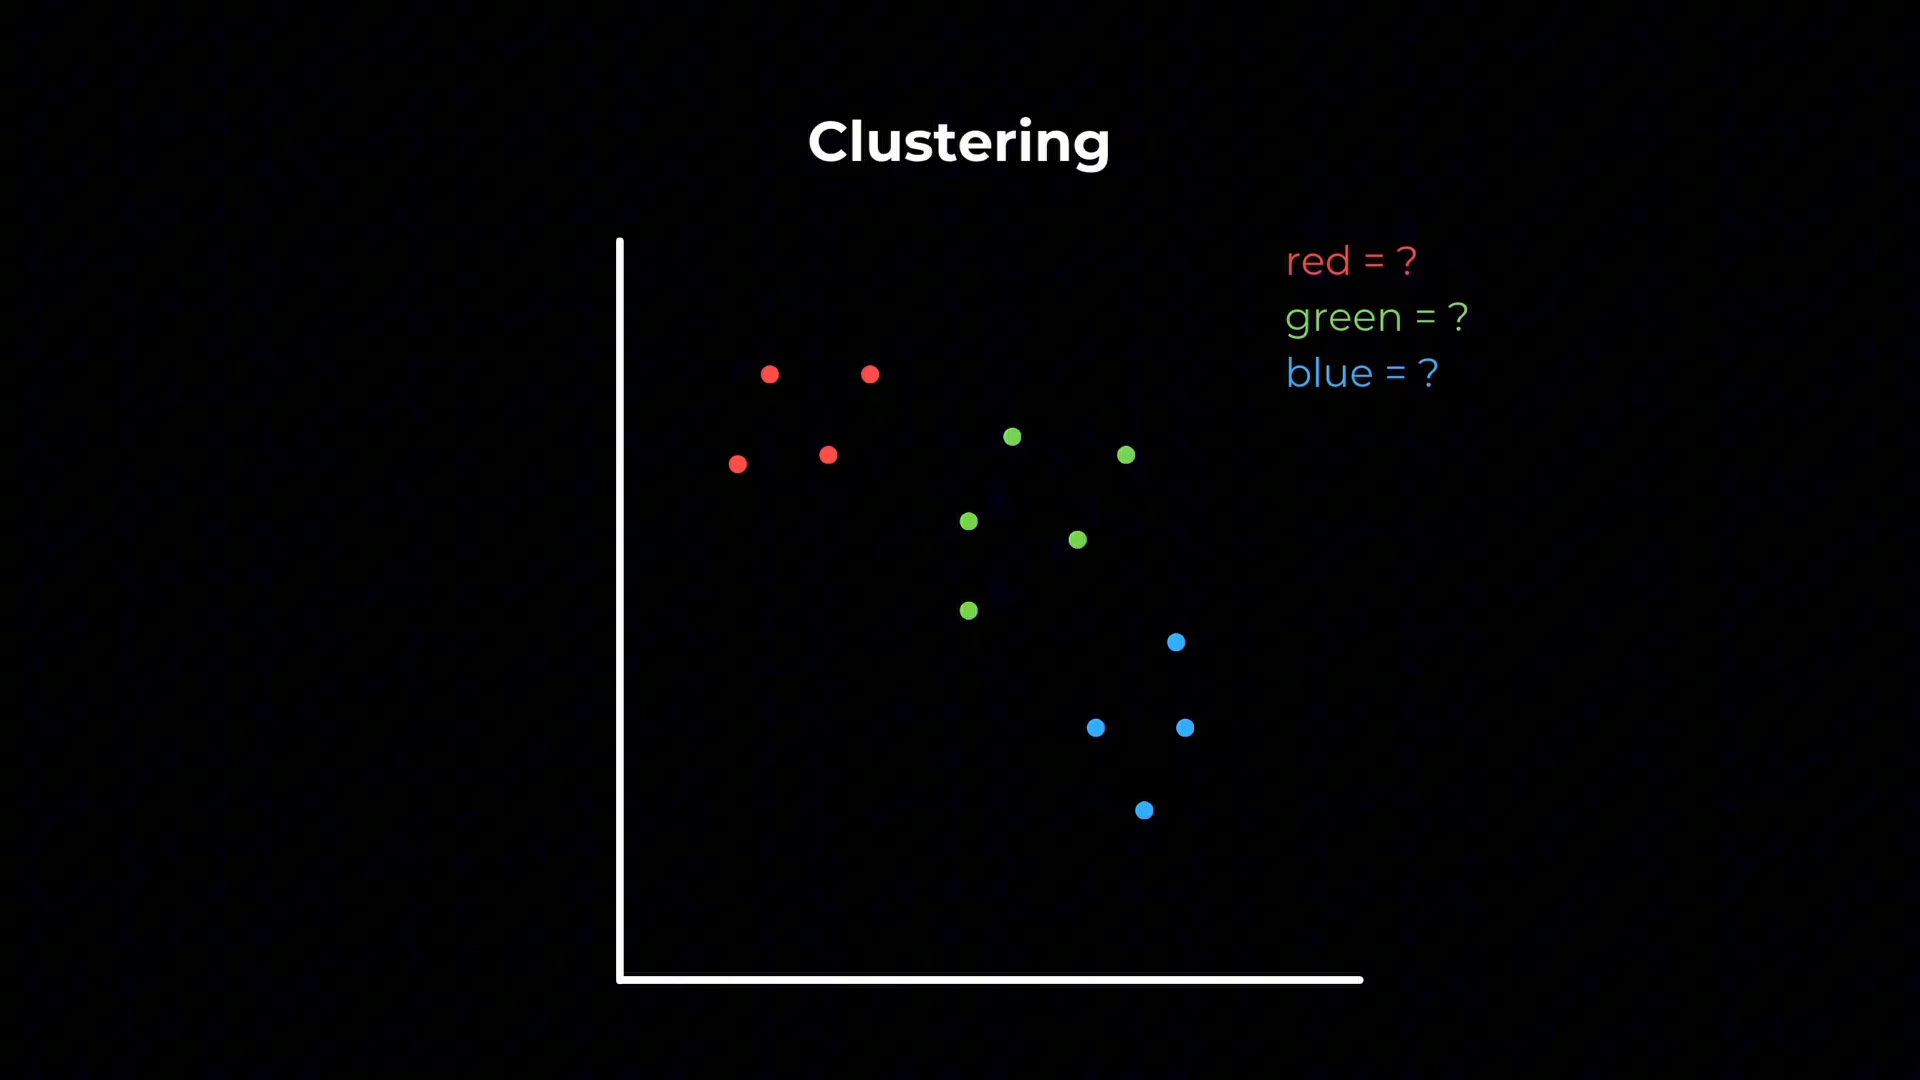 Clustering
red = ?
green = ?
blue = ?